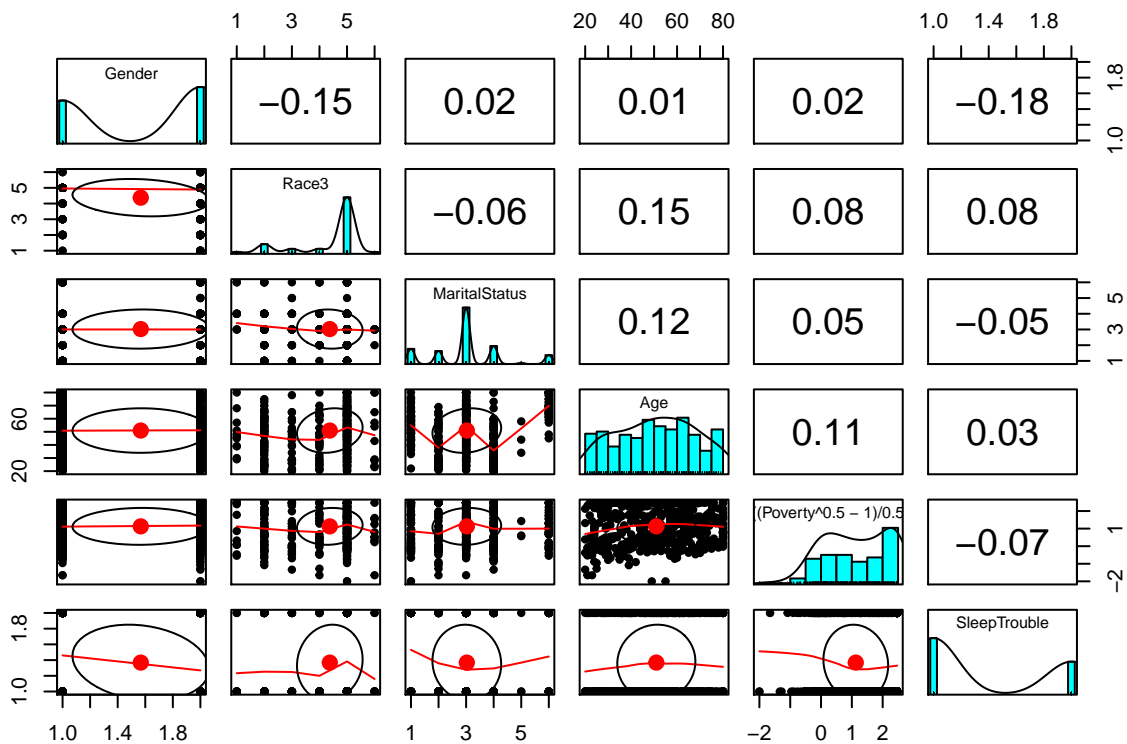 1 3 5 20 40 60 80 1.0 1.8
Gender −0.15 0.02 0.01 0.02 −0.18 1.0 1.8
1 3 5 Race3 −0.06 0.15 0.08 0.08
MaritalStatus 0.12 0.05 −0.05 1 3 5
20 60 Age 0.11 0.03
((Poverty^0.5 − 1)/0.5 −0.07 −2 1
1.0 1.8 SleepTrouble
1.0 1.4 1.8 1 3 5 −2 0 1 2